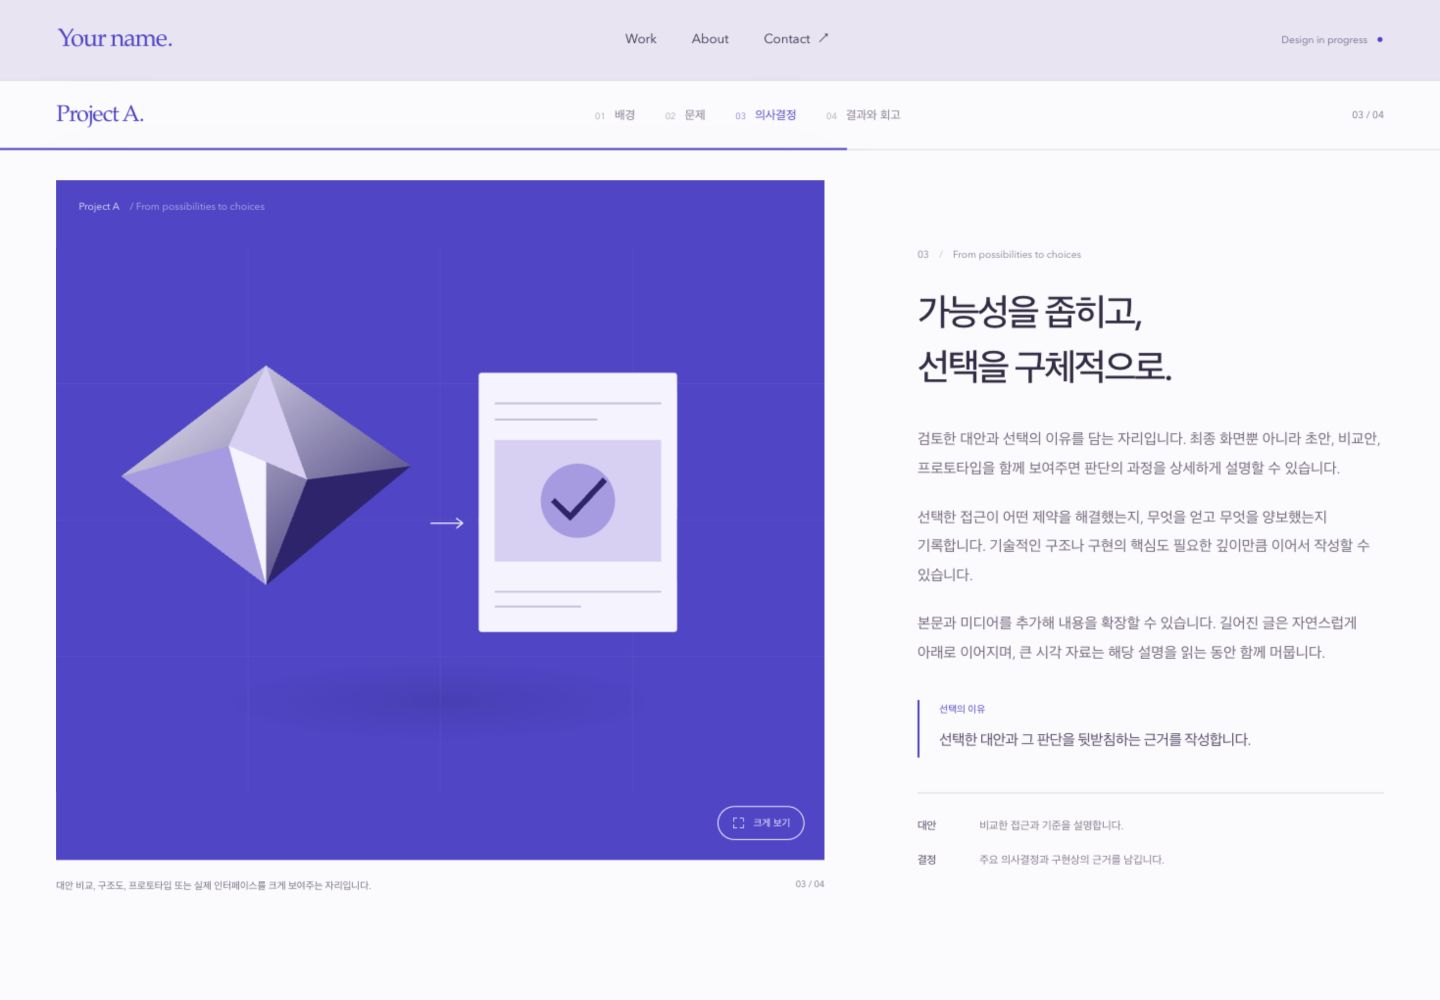 Your name.
Work About Contact ↗
Design in progress
Project A.
01 배경 02 문제 03 의사결정 04 결과와 회고
03 / 04
Project A / From possibilities to choices
크게 보기
대안 비교, 구조도, 프로토타입 또는 실제 인터페이스를 크게 보여주는 자리입니다.
03 / 04
03 / From possibilities to choices
가능성을 좁히고,
선택을 구체적으로.
검토한 대안과 선택의 이유를 담는 자리입니다. 최종 화면뿐 아니라 초안, 비교안,
프로토타입을 함께 보여주면 판단의 과정을 상세하게 설명할 수 있습니다.
선택한 접근이 어떤 제약을 해결했는지, 무엇을 얻고 무엇을 양보했는지
기록합니다. 기술적인 구조나 구현의 핵심도 필요한 깊이만큼 이어서 작성할 수
있습니다.
본문과 미디어를 추가해 내용을 확장할 수 있습니다. 길어진 글은 자연스럽게
아래로 이어지며, 큰 시각 자료는 해당 설명을 읽는 동안 함께 머뭅니다.
선택의 이유
선택한 대안과 그 판단을 뒷받침하는 근거를 작성합니다.
대안 비교한 접근과 기준을 설명합니다.
결정 주요 의사결정과 구현상의 근거를 남깁니다.